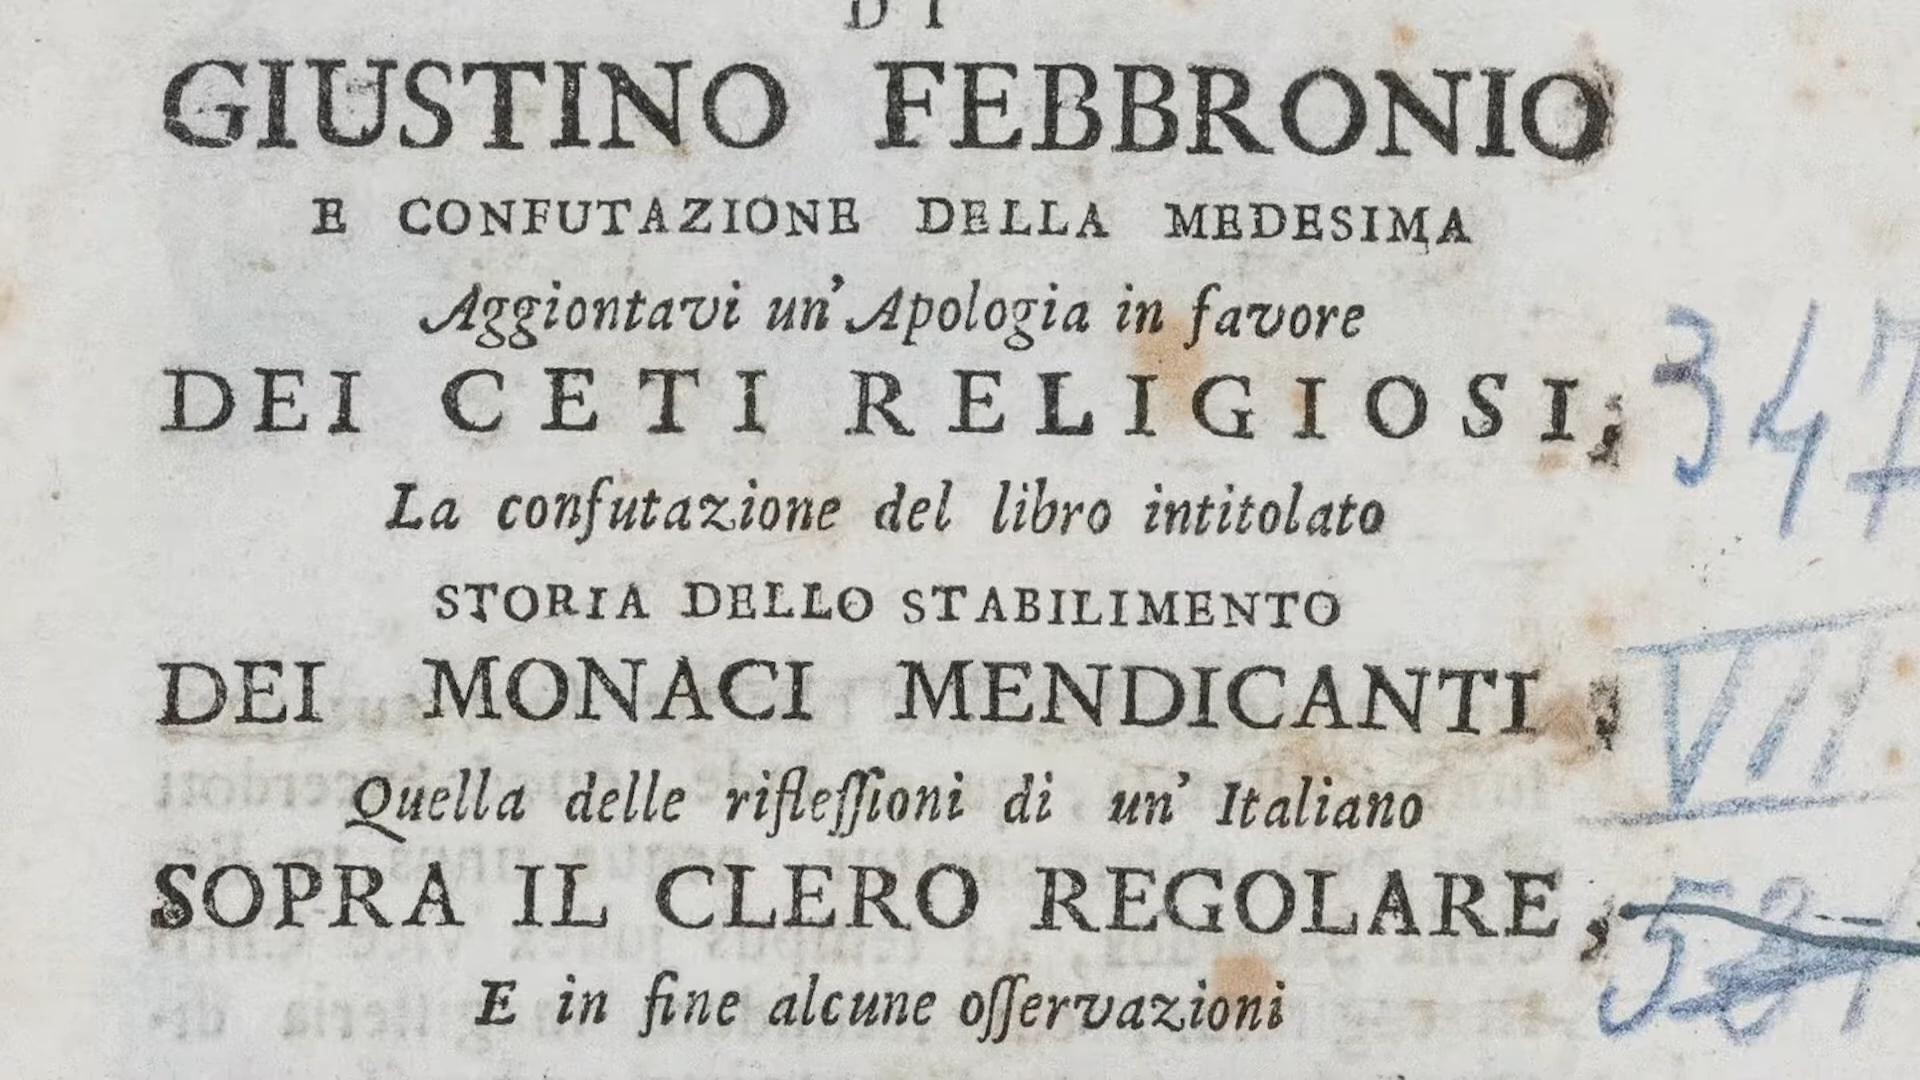 DI
GIUSTINO FEBBRONIO
E CONFUTAZIONE DELLA MEDESIMA
Aggiontavi un' Apologia in favore
DEI CETI RELIGIOSI,
347
La confutazione del libro intitolato
STORIA DELLO STABILIMENTO
DEI MONACI MENDICANTI,
VII
Quella delle rifleſſioni di un' Italiano
SOPRA IL CLERO REGOLARE,
E in fine alcune oſſervazioni